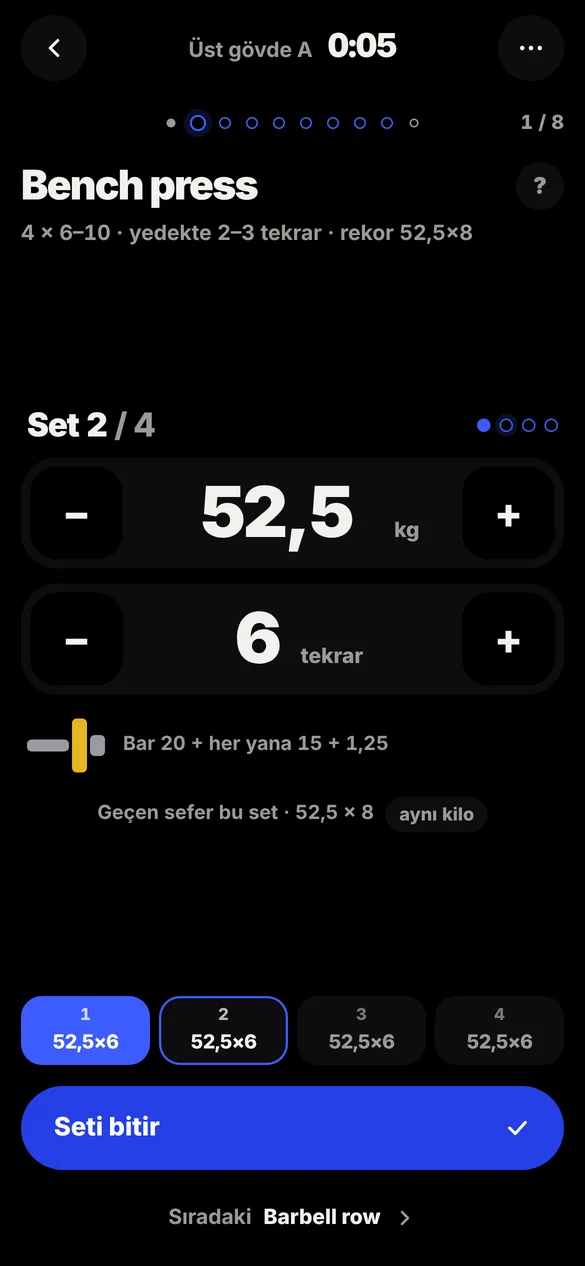 Üst gövde A 0:05
1 / 8
Bench press
?
4 × 6–10 · yedekte 2–3 tekrar · rekor 52,5×8
Set 2 / 4
− 52,5 kg +
− 6 tekrar +
Bar 20 + her yana 15 + 1,25
Geçen sefer bu set · 52,5 × 8 aynı kilo
1 2 3 4
52,5×6 52,5×6 52,5×6 52,5×6
Seti bitir
Sıradaki Barbell row